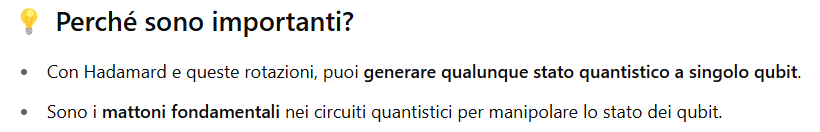 💡 Perché sono importanti?
• Con Hadamard e queste rotazioni, puoi generare qualunque stato quantistico a singolo qubit.
• Sono i mattoni fondamentali nei circuiti quantistici per manipolare lo stato dei qubit.